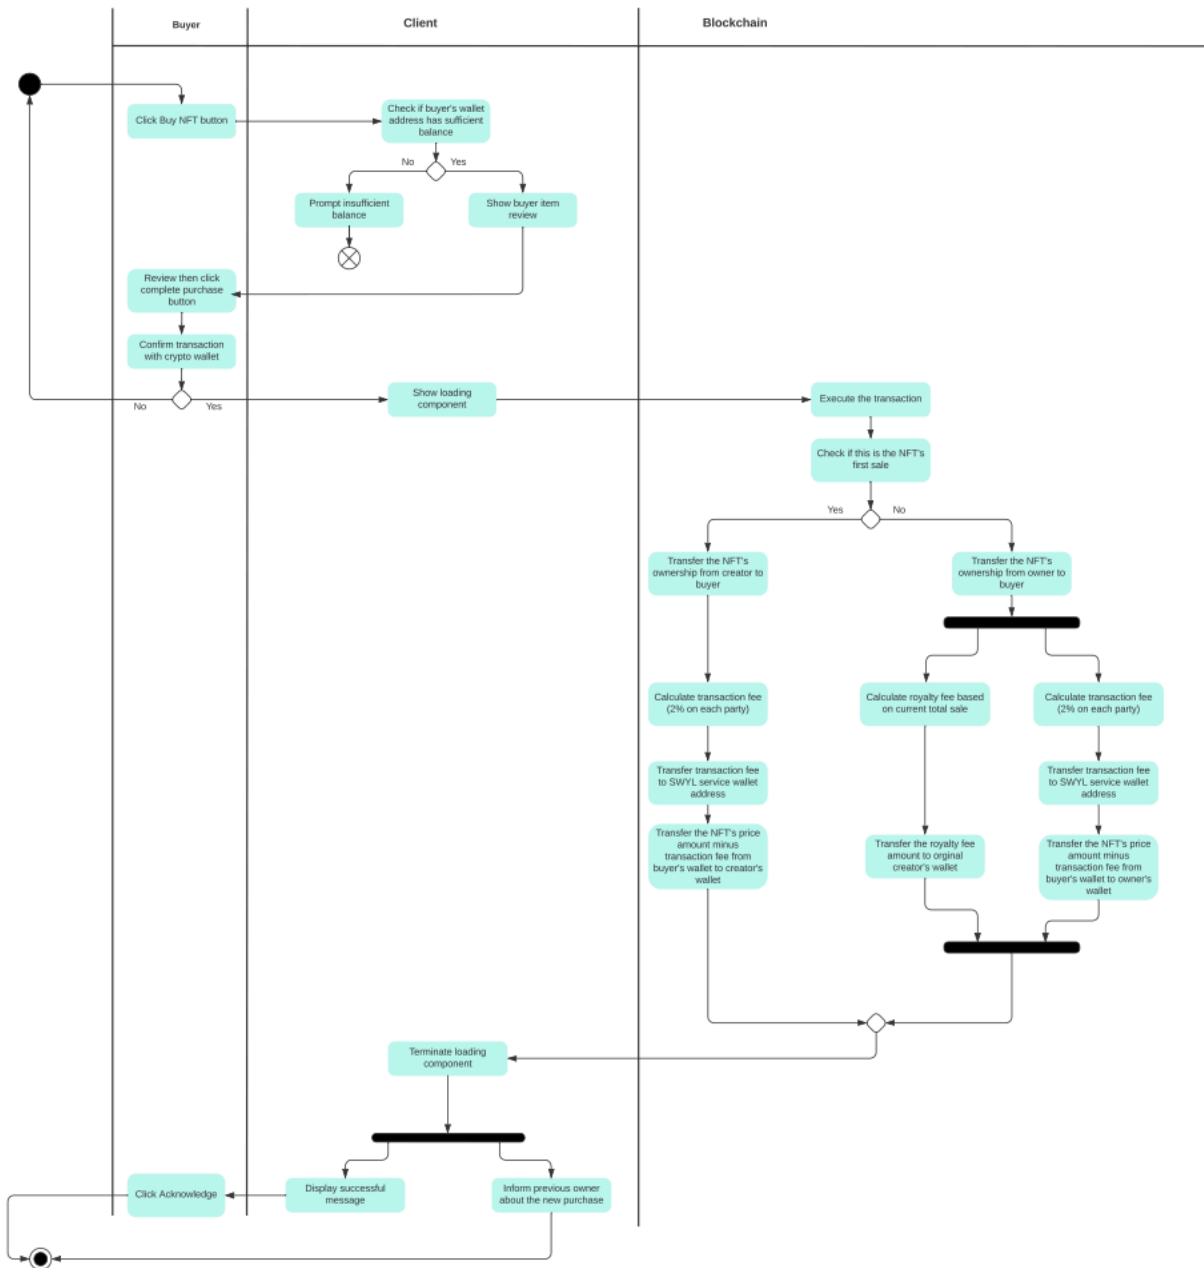 Buyer
Client
Blockchain
Click Buy NFT button
Check if buyer's wallet
address has sufficient
balance
No
Yes
Prompt insufficient
balance
Show buyer item
review
Review then click
complete purchase
button
Confirm transaction
with crypto wallet
No
Yes
Show loading
component
Execute the transaction
Check if this is the NFT's
first sale
Yes
No
Transfer the NFT's
ownership from creator to
buyer
Transfer the NFT's
ownership from owner to
buyer
Calculate transaction fee
(2% on each party)
Calculate royalty fee based
on current total sale
Calculate transaction fee
(2% on each party)
Transfer transaction fee
to SWYL service wallet
address
Transfer transaction fee
to SWYL service wallet
address
Transfer the NFT's price
amount minus
transaction fee from
buyer's wallet to creator's
wallet
Transfer the royalty fee
amount to orginal
creator's wallet
Transfer the NFT's price
amount minus
transaction fee from
buyer's wallet to owner's
wallet
Terminate loading
component
Click Acknowledge
Display successful
message
Inform previous owner
about the new purchase